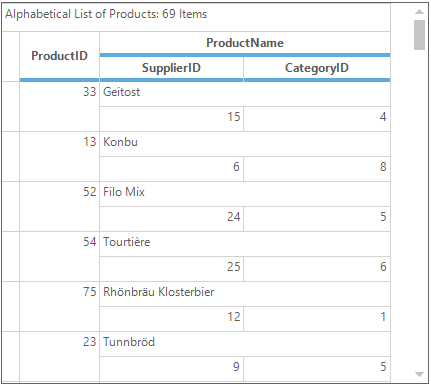 Alphabetical List of Products: 69 Items
ProductID ProductName
SupplierID CategoryID
33 Geitost
15 4
13 Konbu
6 8
52 Filo Mix
24 5
54 Tourtière
25 6
75 Rhönbräu Klosterbier
12 1
23 Tunnbröd
9 5